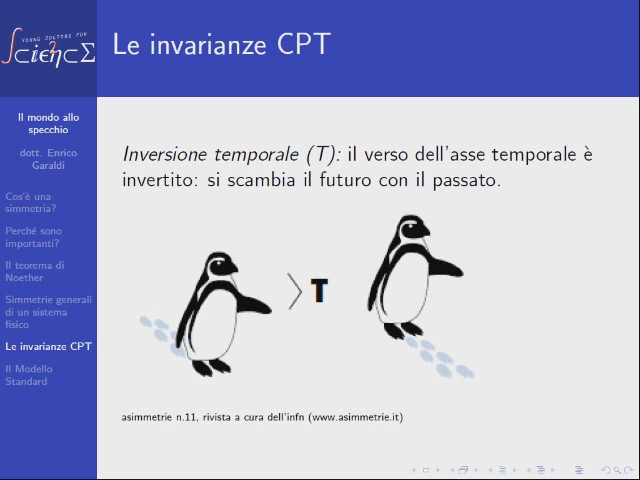 Young Doctors for
Le invarianze CPT
Il mondo allo
specchio
dott. Enrico
Garaldi
Cos'è una
simmetria?
Perché sono
importanti?
Il teorema di
Noether
Simmetrie generali
di un sistema
fisico
Le invarianze CPT
Il Modello
Standard
Inversione temporale (T): il verso dell'asse temporale è
invertito: si scambia il futuro con il passato.
T
asimmetrie n.11, rivista a cura dell'infn (www.asimmetrie.it)